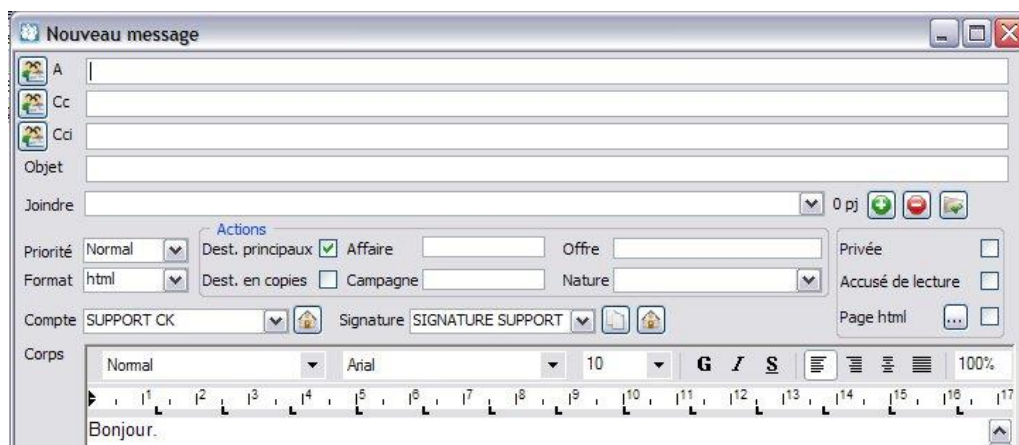 Nouveau message
A
Cc
Cci
Objet
Joindre 0 pj
Actions
Priorité Normal Dest. principaux Affaire Offre Privée
Format html Dest. en copies Campagne Nature Accusé de lecture
Compte SUPPORT CK Signature SIGNATURE SUPPORT Page html ...
Corps Normal Arial 10 G I S 100%
1 2 3 4 5 6 7 8 9 10 11 12 13 14 15 16 17
Bonjour.